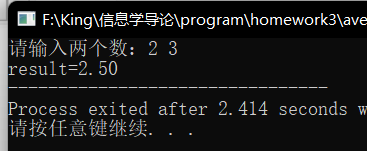 F:\King\信息学导论\program\homework3\ave
请输入两个数：2 3
result=2.50
--------------------------------
Process exited after 2.414 seconds w
请按任意键继续. . .